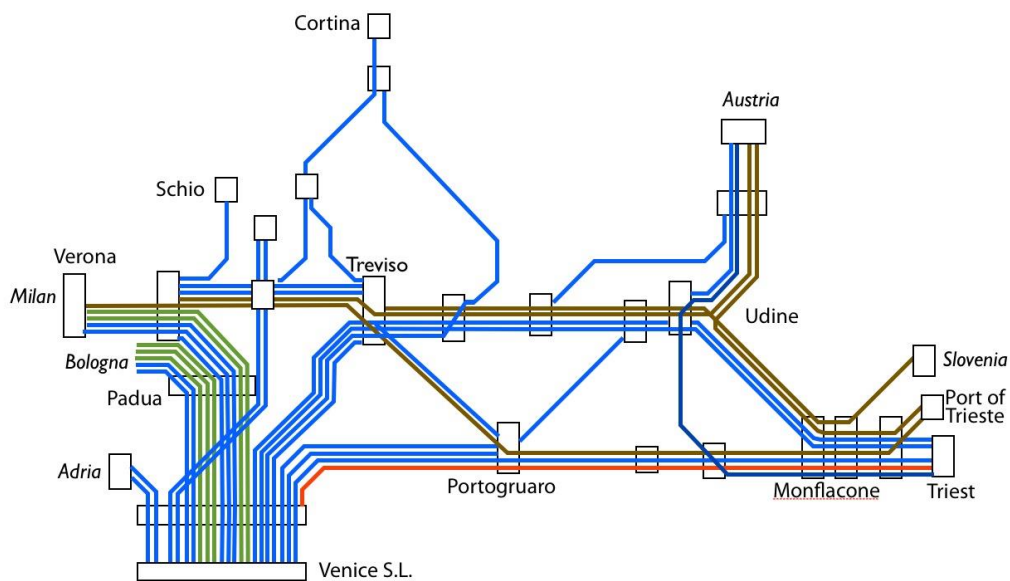 Cortina
Austria
Schio
Verona
Treviso
Milan
Udine
Bologna
Slovenia
Padua
Port of
Trieste
Adria
Portogruaro
Monflacone
Triest
Venice S.L.